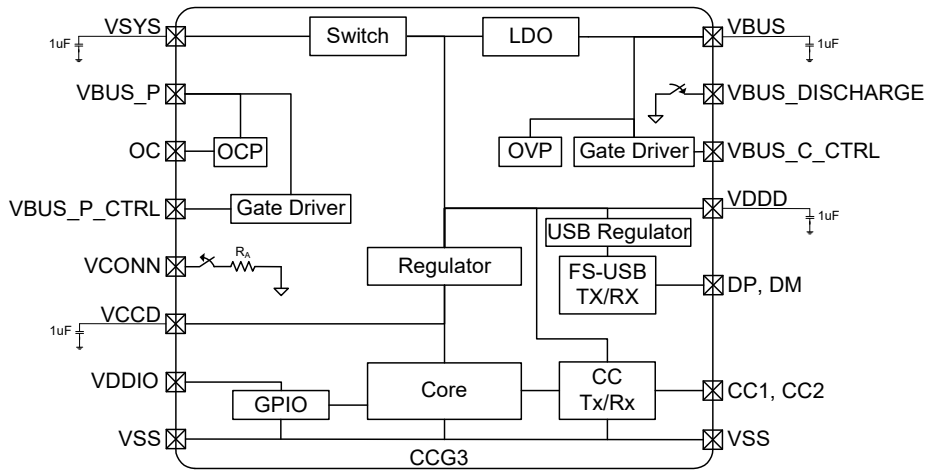 VSYS
1uF
Switch
LDO
VBUS
1uF
VBUS_P
VBUS_DISCHARGE
OC
OCP
OVP
Gate Driver
VBUS_C_CTRL
VBUS_P_CTRL
Gate Driver
VDDD
1uF
USB Regulator
VCONN
RA
Regulator
FS-USB
TX/RX
DP, DM
VCCD
1uF
VDDIO
GPIO
Core
CC
Tx/Rx
CC1, CC2
VSS
VSS
CCG3